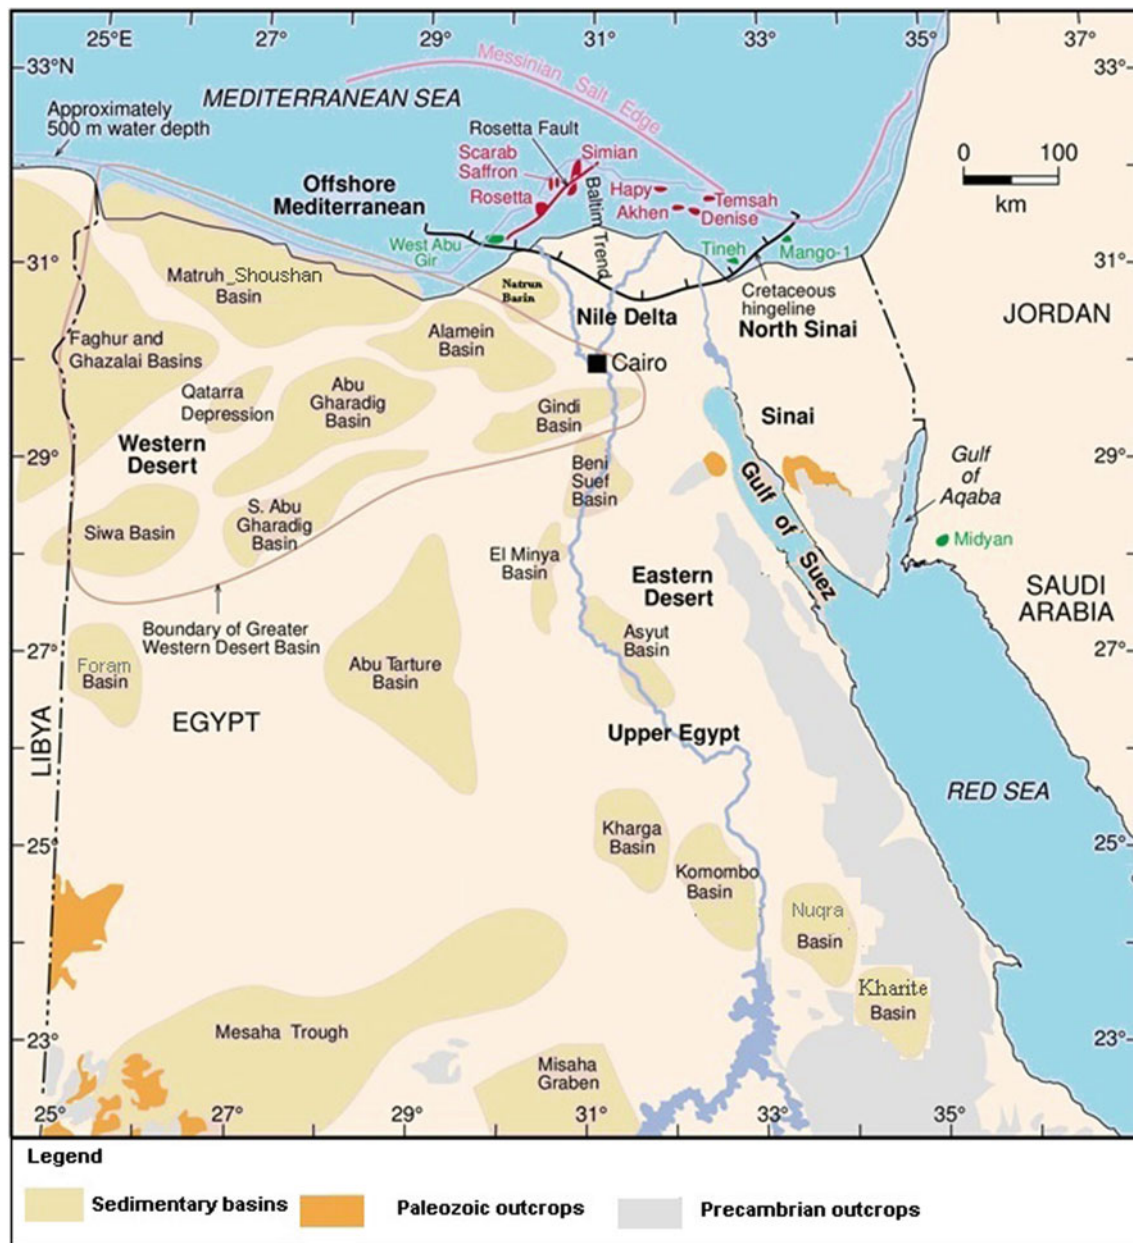 25°E
27°
29°
31°
33°
35°
37°
33°N
33°
Messinian Salt Edge
MEDITERRANEAN SEA
Approximately
500 m water depth
Rosetta Fault
Scarab
Saffron
Simian
0
100
km
Offshore
Mediterranean
Rosetta
Baltim Trend
Hapy
Akhen
Temsah
Denise
West Abu
Gir
Tineh
Mango-1
31°
31°
Matruh_Shoushan
Basin
Natrun
Basin
Cretaceous
hingeline
Nile Delta
North Sinai
JORDAN
Faghur and
Ghazalai Basins
Alamein
Basin
Cairo
Qatarra
Depression
Abu
Gharadig
Basin
Gindi
Basin
Sinai
Western
Desert
29°
29°
Beni
Suef
Basin
Gulf of Suez
Gulf
of
Aqaba
Siwa Basin
S. Abu
Gharadig
Basin
Midyan
El Minya
Basin
Eastern
Desert
SAUDI
ARABIA
Boundary of Greater
Western Desert Basin
27°
27°
Asyut
Basin
Foram
Basin
Abu Tarture
Basin
LIBYA
EGYPT
Upper Egypt
RED SEA
Kharga
Basin
25°
25°
Komombo
Basin
Nuqra
Basin
Kharite
Basin
Mesaha Trough
23°
23°
Misaha
Graben
25°
27°
29°
31°
33°
35°
Legend
Sedimentary basins
Paleozoic outcrops
Precambrian outcrops